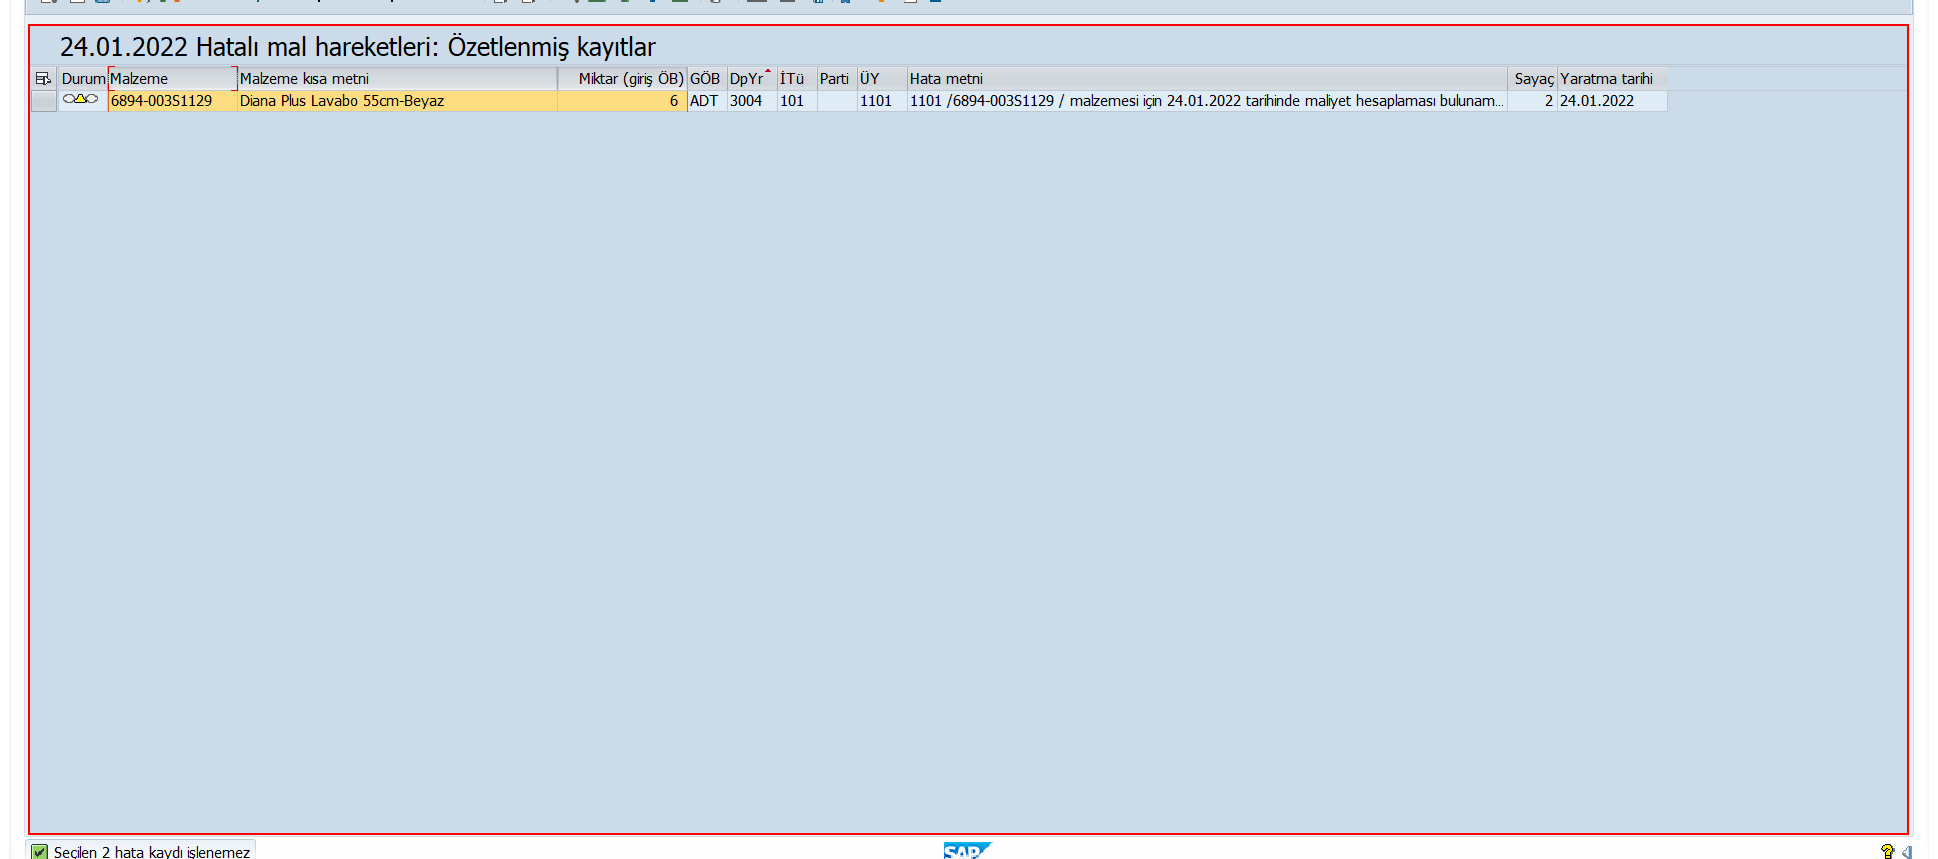 24.01.2022 Hatalı mal hareketleri: Özetlenmiş kayıtlar
Durum Malzeme Malzeme kısa metni Miktar (giriş ÖB) GÖB DpYr İTü Parti ÜY Hata metni Sayaç Yaratma tarihi
6894-003S1129 Diana Plus Lavabo 55cm-Beyaz 6 ADT 3004 101 1101 1101 /6894-003S1129 / malzemesi için 24.01.2022 tarihinde maliyet hesaplaması bulunam... 2 24.01.2022
Seçilen 2 hata kaydı işlenemez
SAP